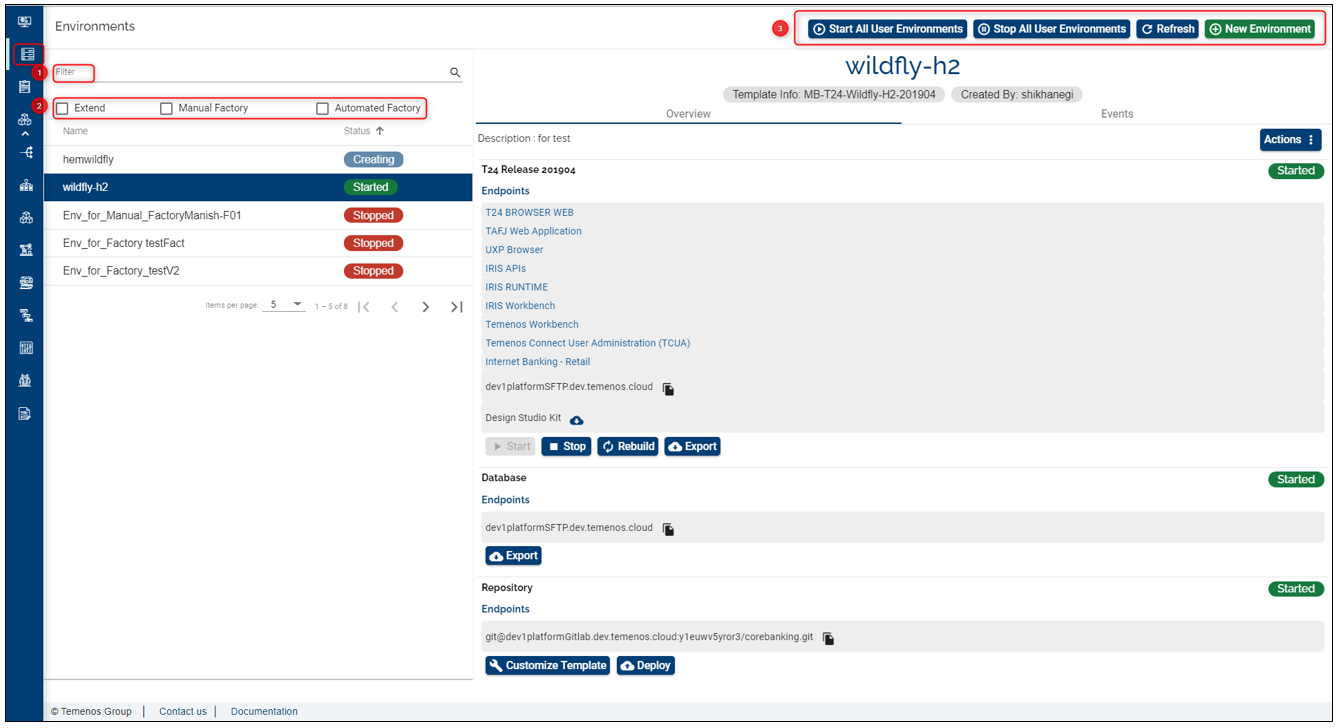 Environments
3
Start All User Environments
Stop All User Environments
Refresh
New Environment
1
Filter
2
Extend
Manual Factory
Automated Factory
Name
Status
hemwildfly
Creating
wildfly-h2
Started
Env_for_Manual_FactoryManish-F01
Stopped
Env_for_Factory testFact
Stopped
Env_for_Factory_testV2
Stopped
Items per page: 5
1 – 5 of 8
wildfly-h2
Template Info: MB-T24-Wildfly-H2-201904
Created By: shikhanegi
Overview
Events
Description : for test
Actions
T24 Release 201904
Started
Endpoints
T24 BROWSER WEB
TAFJ Web Application
UXP Browser
IRIS APIs
IRIS RUNTIME
IRIS Workbench
Temenos Workbench
Temenos Connect User Administration (TCUA)
Internet Banking - Retail
dev1platformSFTP.dev.temenos.cloud
Design Studio Kit
Start
Stop
Rebuild
Export
Database
Started
Endpoints
dev1platformSFTP.dev.temenos.cloud
Export
Repository
Started
Endpoints
git@dev1platformGitlab.dev.temenos.cloud:y1euwv5yror3/corebanking.git
Customize Template
Deploy
© Temenos Group | Contact us | Documentation